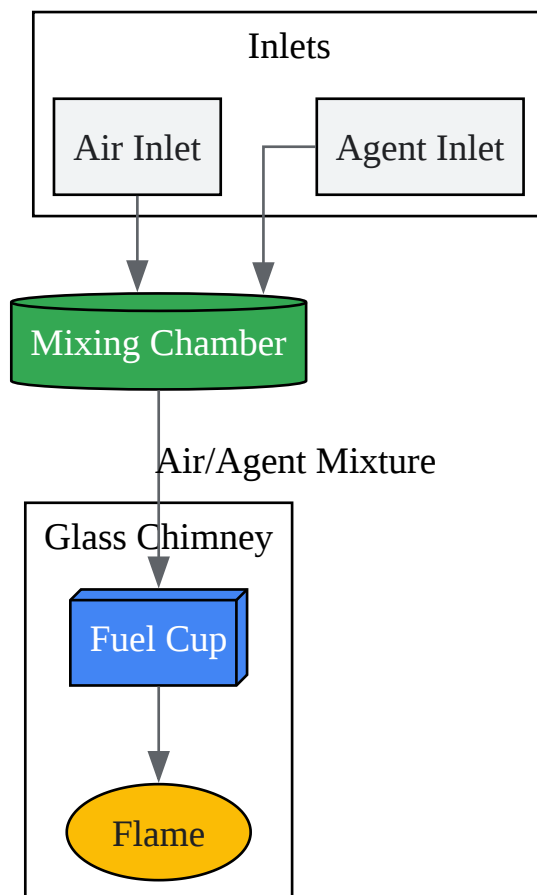 Inlets
Air Inlet
Agent Inlet
Mixing Chamber
Air/Agent Mixture
Glass Chimney
Fuel Cup
Flame